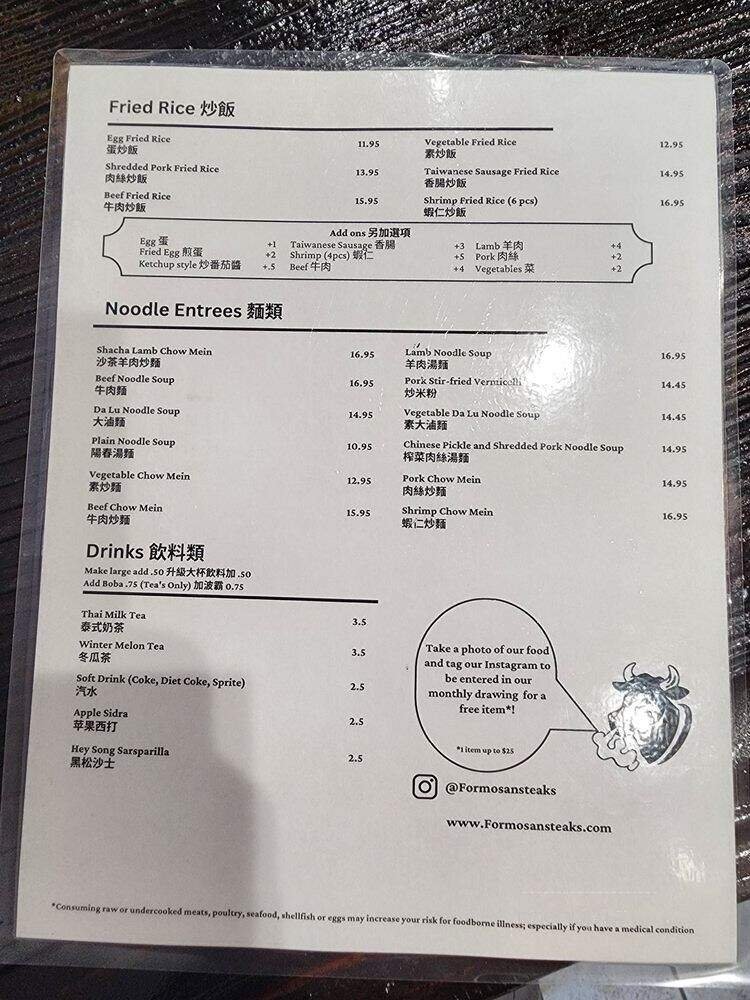 Fried Rice 炒飯
Egg Fried Rice 11.95
蛋炒飯
Shredded Pork Fried Rice 13.95
肉絲炒飯
Beef Fried Rice 15.95
牛肉炒飯
Vegetable Fried Rice 12.95
素炒飯
Taiwanese Sausage Fried Rice 14.95
香腸炒飯
Shrimp Fried Rice (6 pcs) 16.95
蝦仁炒飯
Add ons 另加選項
Egg 蛋 +1
Fried Egg 煎蛋 +2
Ketchup style 炒番茄醬 +.5
Taiwanese Sausage 香腸 +3
Shrimp (4pcs) 蝦仁 +5
Beef 牛肉 +4
Lamb 羊肉 +4
Pork 肉絲 +2
Vegetables 菜 +2
Noodle Entrees 麵類
Shacha Lamb Chow Mein 16.95
沙茶羊肉炒麵
Beef Noodle Soup 16.95
牛肉麵
Da Lu Noodle Soup 14.95
大滷麵
Plain Noodle Soup 10.95
陽春湯麵
Vegetable Chow Mein 12.95
素炒麵
Beef Chow Mein 15.95
牛肉炒麵
Lamb Noodle Soup 16.95
羊肉湯麵
Pork Stir-fried Vermicelli 14.45
炒米粉
Vegetable Da Lu Noodle Soup 14.45
素大滷麵
Chinese Pickle and Shredded Pork Noodle Soup 14.95
榨菜肉絲湯麵
Pork Chow Mein 14.95
肉絲炒麵
Shrimp Chow Mein 16.95
蝦仁炒麵
Drinks 飲料類
Make large add .50 升級大杯飲料加 .50
Add Boba .75 (Tea's Only) 加波霸 0.75
Thai Milk Tea 3.5
泰式奶茶
Winter Melon Tea 3.5
冬瓜茶
Soft Drink (Coke, Diet Coke, Sprite) 2.5
汽水
Apple Sidra 2.5
苹果西打
Hey Song Sarsparilla 2.5
黑松沙士
Take a photo of our food
and tag our Instagram to
be entered in our
monthly drawing for a
free item*!
*1 item up to $25
@Formosansteaks
www.Formosansteaks.com
*Consuming raw or undercooked meats, poultry, seafood, shellfish or eggs may increase your risk for foodborne illness; especially if you have a medical condition